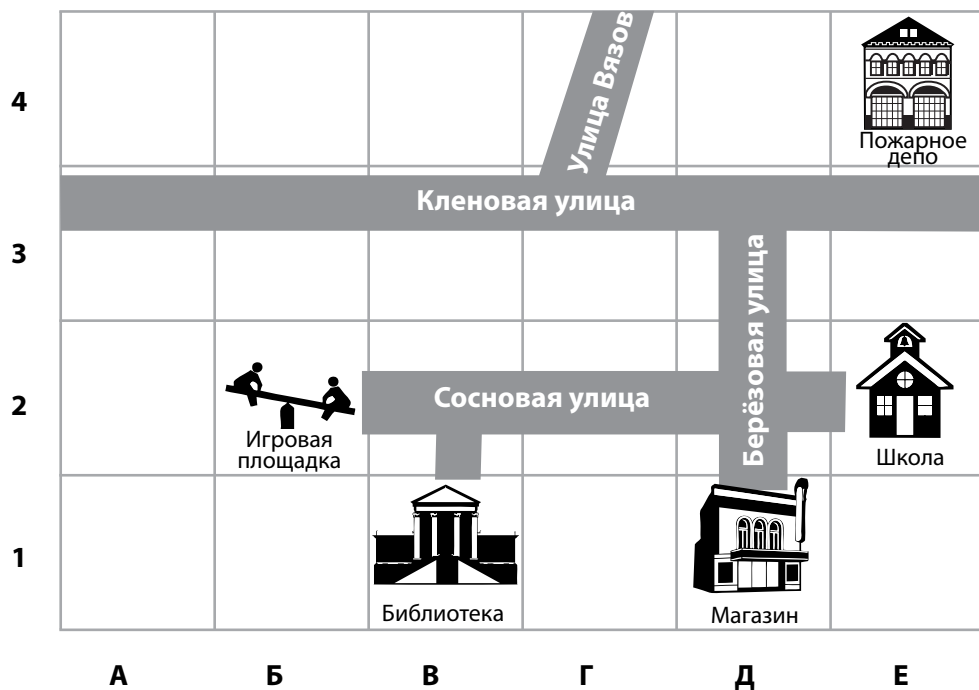 4
Улица Вязов
Пожарное
депо
Кленовая улица
3
Берёзовая улица
2
Сосновая улица
Игровая
площадка
Школа
1
Библиотека
Магазин
А Б В Г Д Е